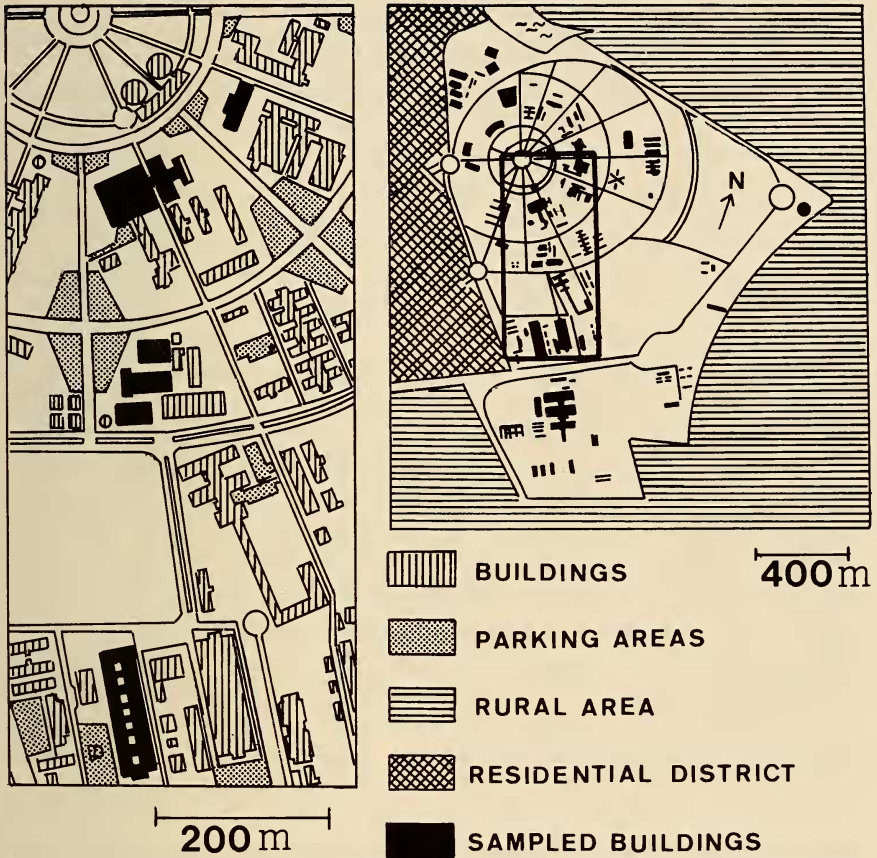 N
400 m
BUILDINGS
PARKING AREAS
RURAL AREA
RESIDENTIAL DISTRICT
SAMPLED BUILDINGS
200 m